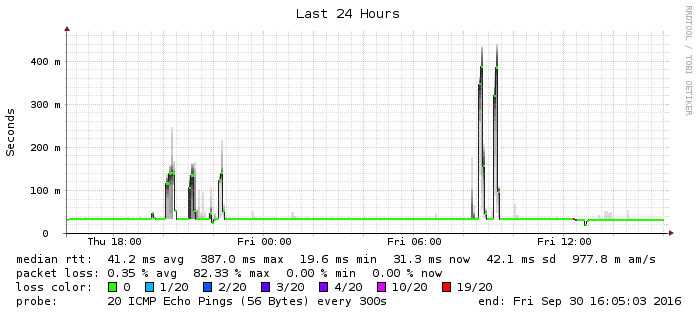 Last 24 Hours
RRDTOOL / TOBI OETIKER
Seconds
400 m
300 m
200 m
100 m
0
Thu 18:00 Fri 00:00 Fri 06:00 Fri 12:00
median rtt: 41.2 ms avg 387.0 ms max 19.6 ms min 31.3 ms now 42.1 ms sd 977.8 m am/s
packet loss: 0.35 % avg 82.33 % max 0.00 % min 0.00 % now
loss color: 0 1/20 2/20 3/20 4/20 10/20 19/20
probe: 20 ICMP Echo Pings (56 Bytes) every 300s end: Fri Sep 30 16:05:03 2016